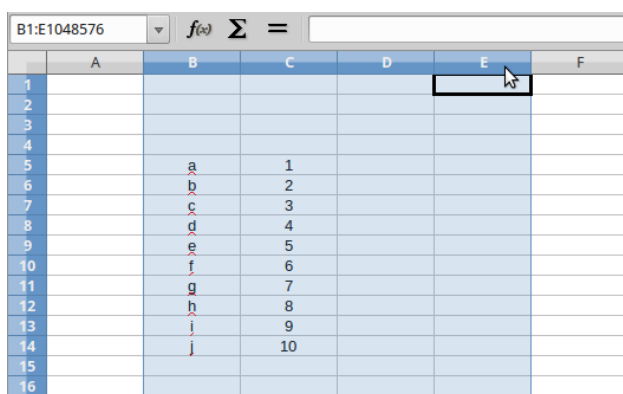 B1:E1048576 f(x) Σ =
A B C D E F
1
2
3
4
5 a 1
6 b 2
7 c 3
8 d 4
9 e 5
10 f 6
11 g 7
12 h 8
13 i 9
14 j 10
15
16